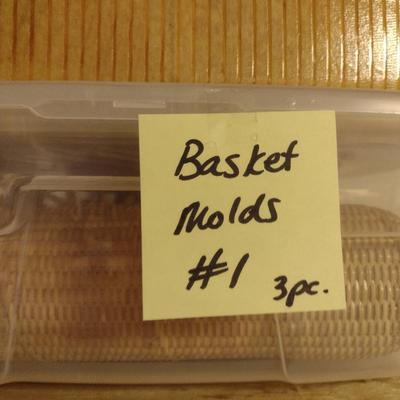 Basket
Molds
#1
3pc.